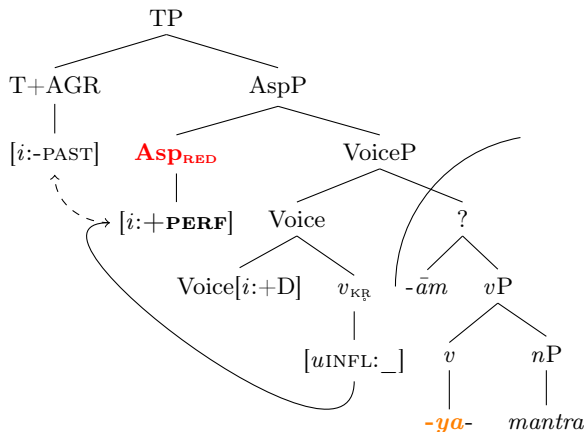 TP
T+AGR AspP
[i:-PAST] Asp_RED VoiceP
[i:+PERF] Voice ?
Voice[i:+D] v_KR̥ -ām vP
[uINFL:_] v nP
-ya- mantra